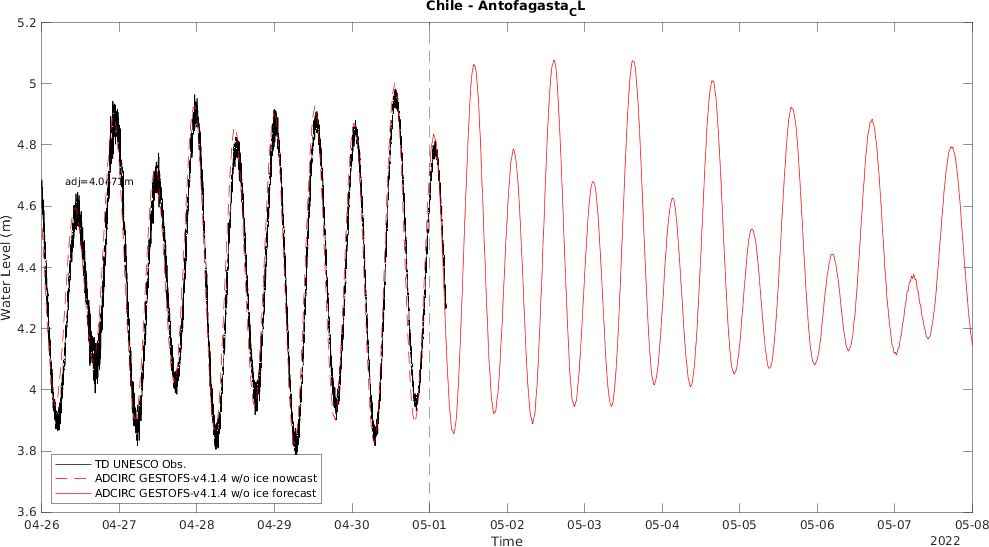 Chile - Antofagasta_CL
5.2
5
4.8
4.6
4.4
4.2
4
3.8
3.6
Water Level (m)
adj=4.0471m
TD UNESCO Obs.
ADCIRC GESTOFS-v4.1.4 w/o ice nowcast
ADCIRC GESTOFS-v4.1.4 w/o ice forecast
04-26 04-27 04-28 04-29 04-30 05-01 05-02 05-03 05-04 05-05 05-06 05-07 05-08
Time
2022